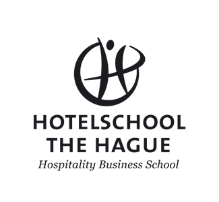 HOTELSCHOOL
THE HAGUE
Hospitality Business School